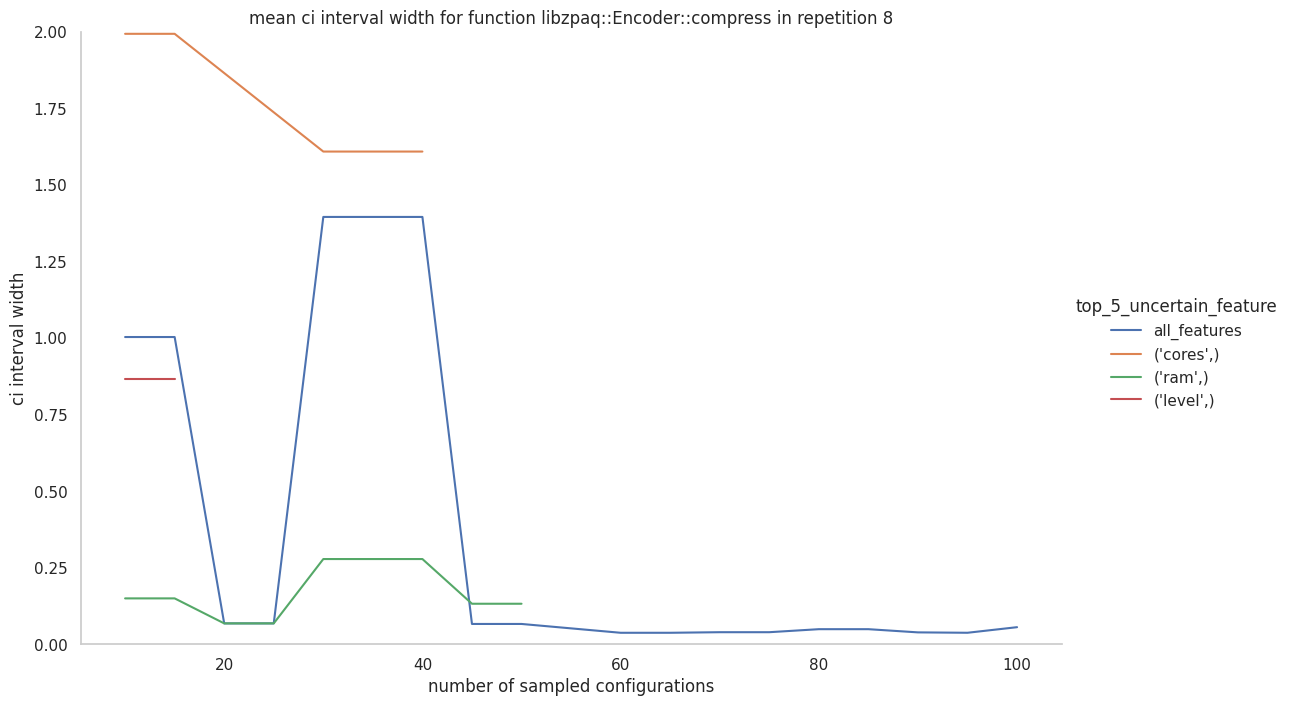 mean ci interval width for function libzpaq::Encoder::compress in repetition 8
2.00
1.75
1.50
1.25
1.00
0.75
0.50
0.25
0.00
ci interval width
20
40
60
80
100
number of sampled configurations
top_5_uncertain_feature
all_features
('cores',)
('ram',)
('level',)